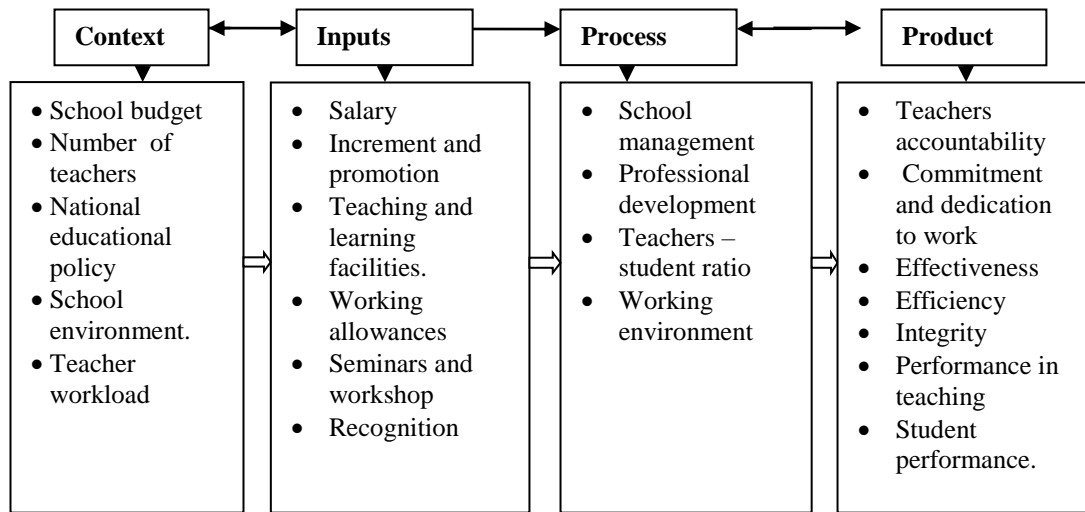 Context
Inputs
Process
Product
• School budget
• Number of
teachers
• National
educational
policy
• School
environment.
• Teacher
workload
• Salary
• Increment and
promotion
• Teaching and
learning
facilities.
• Working
allowances
• Seminars and
workshop
• Recognition
• School
management
• Professional
development
• Teachers –
student ratio
• Working
environment
• Teachers
accountability
• Commitment
and dedication
to work
• Effectiveness
• Efficiency
• Integrity
• Performance in
teaching
• Student
performance.